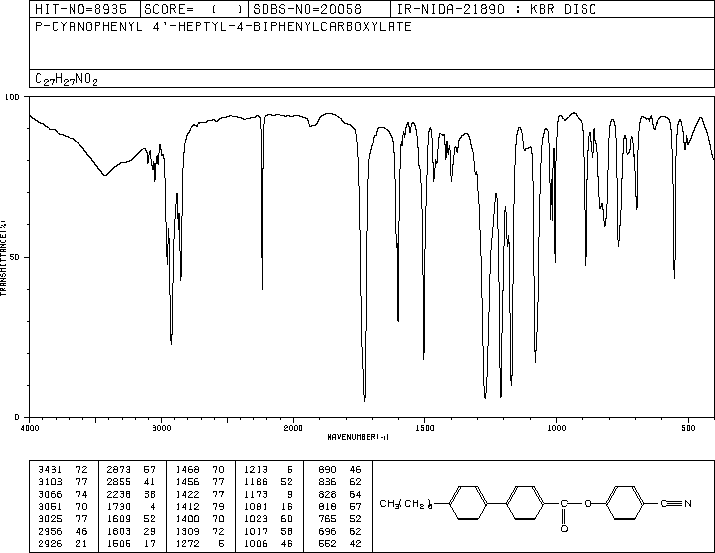 HIT-NO=8935 SCORE= ( ) SDBS-NO=20058 IR-NIDA-21890 : KBR DISC
P-CYANOPHENYL 4'-HEPTYL-4-BIPHENYLCARBOXYLATE
C27H27NO2
100
50
0
TRANSMITTANCE(%)
4000 3000 2000 1500 1000 500
WAVENUMBER(-1)
3431 72 2873 57 1468 70 1213 5 890 46
3103 77 2855 41 1456 77 1186 52 836 62
3066 74 2238 38 1422 77 1173 9 828 64
3051 70 1730 4 1412 79 1081 16 818 57
3025 77 1609 52 1400 70 1023 60 765 52
2956 46 1603 29 1309 72 1017 58 696 62
2926 21 1505 17 1272 5 1006 46 552 42
CH3(CH2)6 C O O C N